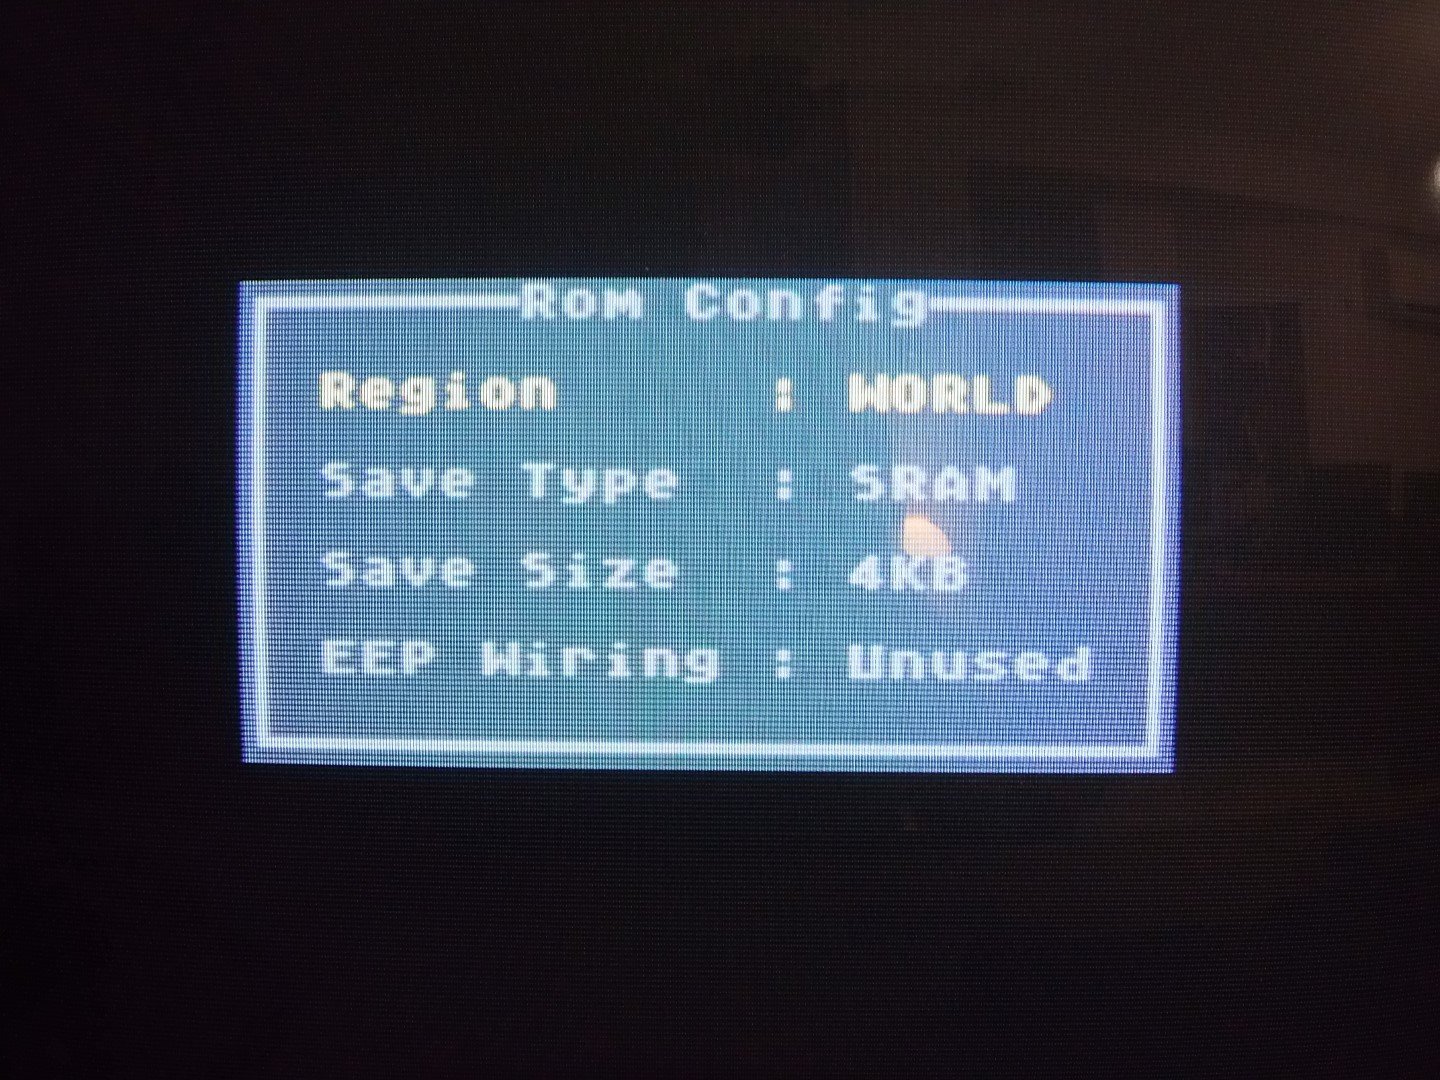 Rom Config
Region : WORLD
Save Type : SRAM
Save Size : 4KB
EEP Wiring : Unused